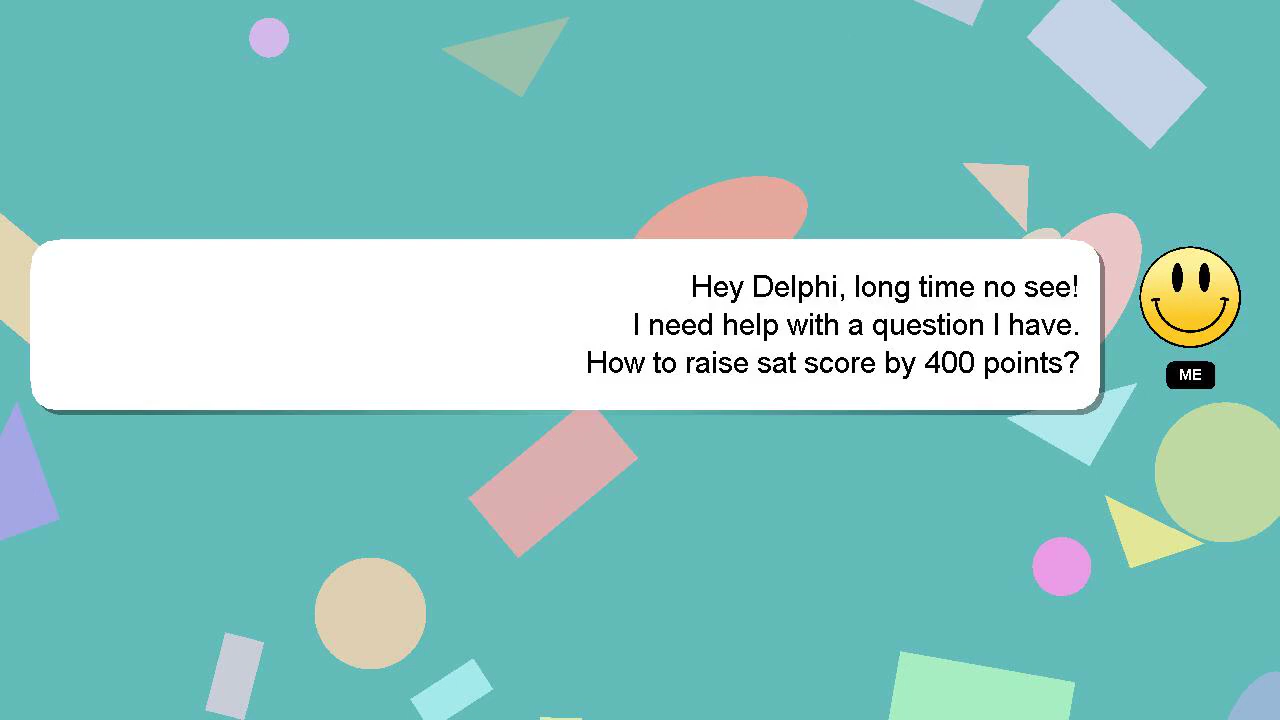 Hey Delphi, long time no see!
I need help with a question I have.
How to raise sat score by 400 points?
ME